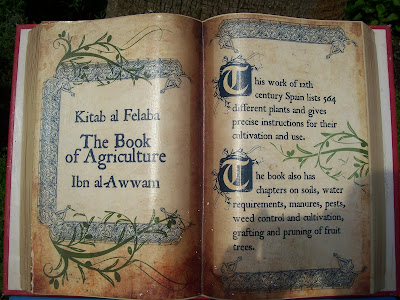 Kitab al Felaba
The Book
of Agriculture
Ibn al-Awwam
This work of 12th
century Spain lists 564
different plants and gives
precise instructions for their
cultivation and use.
The book also has
chapters on soils, water
requirements, manures, pests,
weed control and cultivation,
grafting and pruning of fruit
trees.